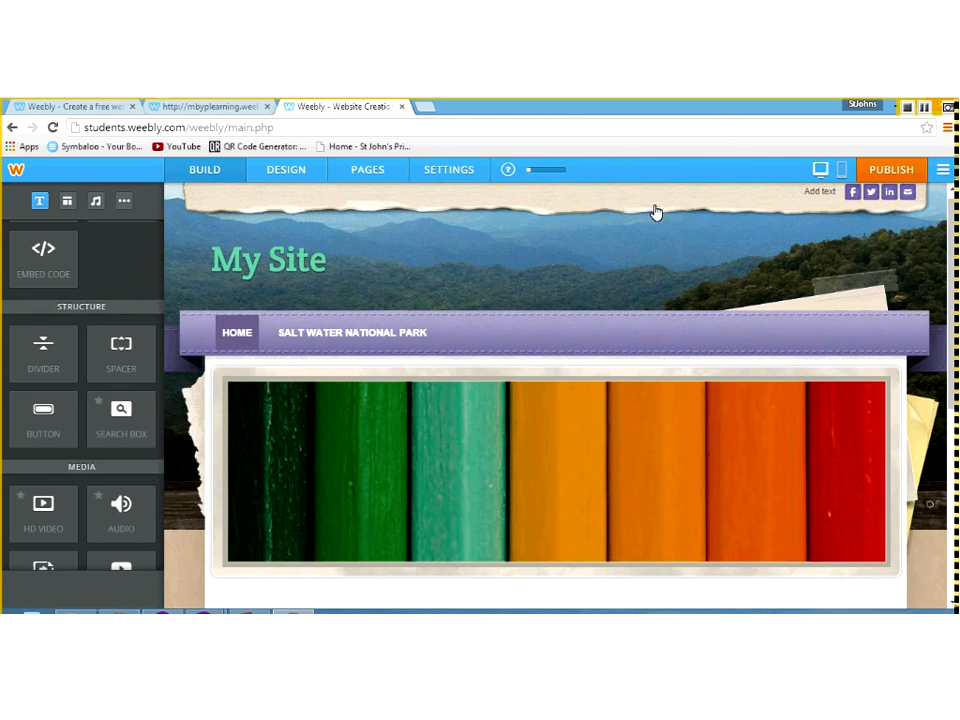 Weebly - Create a free we
http://mbyplearning.weel
Weebly - Website Creatio
StJohns
students.weebly.com/weebly/main.php
Apps
Symbaloo - Your Bo...
YouTube
QR Code Generator: ...
Home - St John's Pri...
BUILD
DESIGN
PAGES
SETTINGS
?
PUBLISH
T
Add text
EMBED CODE
My Site
STRUCTURE
HOME
SALT WATER NATIONAL PARK
DIVIDER
SPACER
BUTTON
SEARCH BOX
MEDIA
HD VIDEO
AUDIO